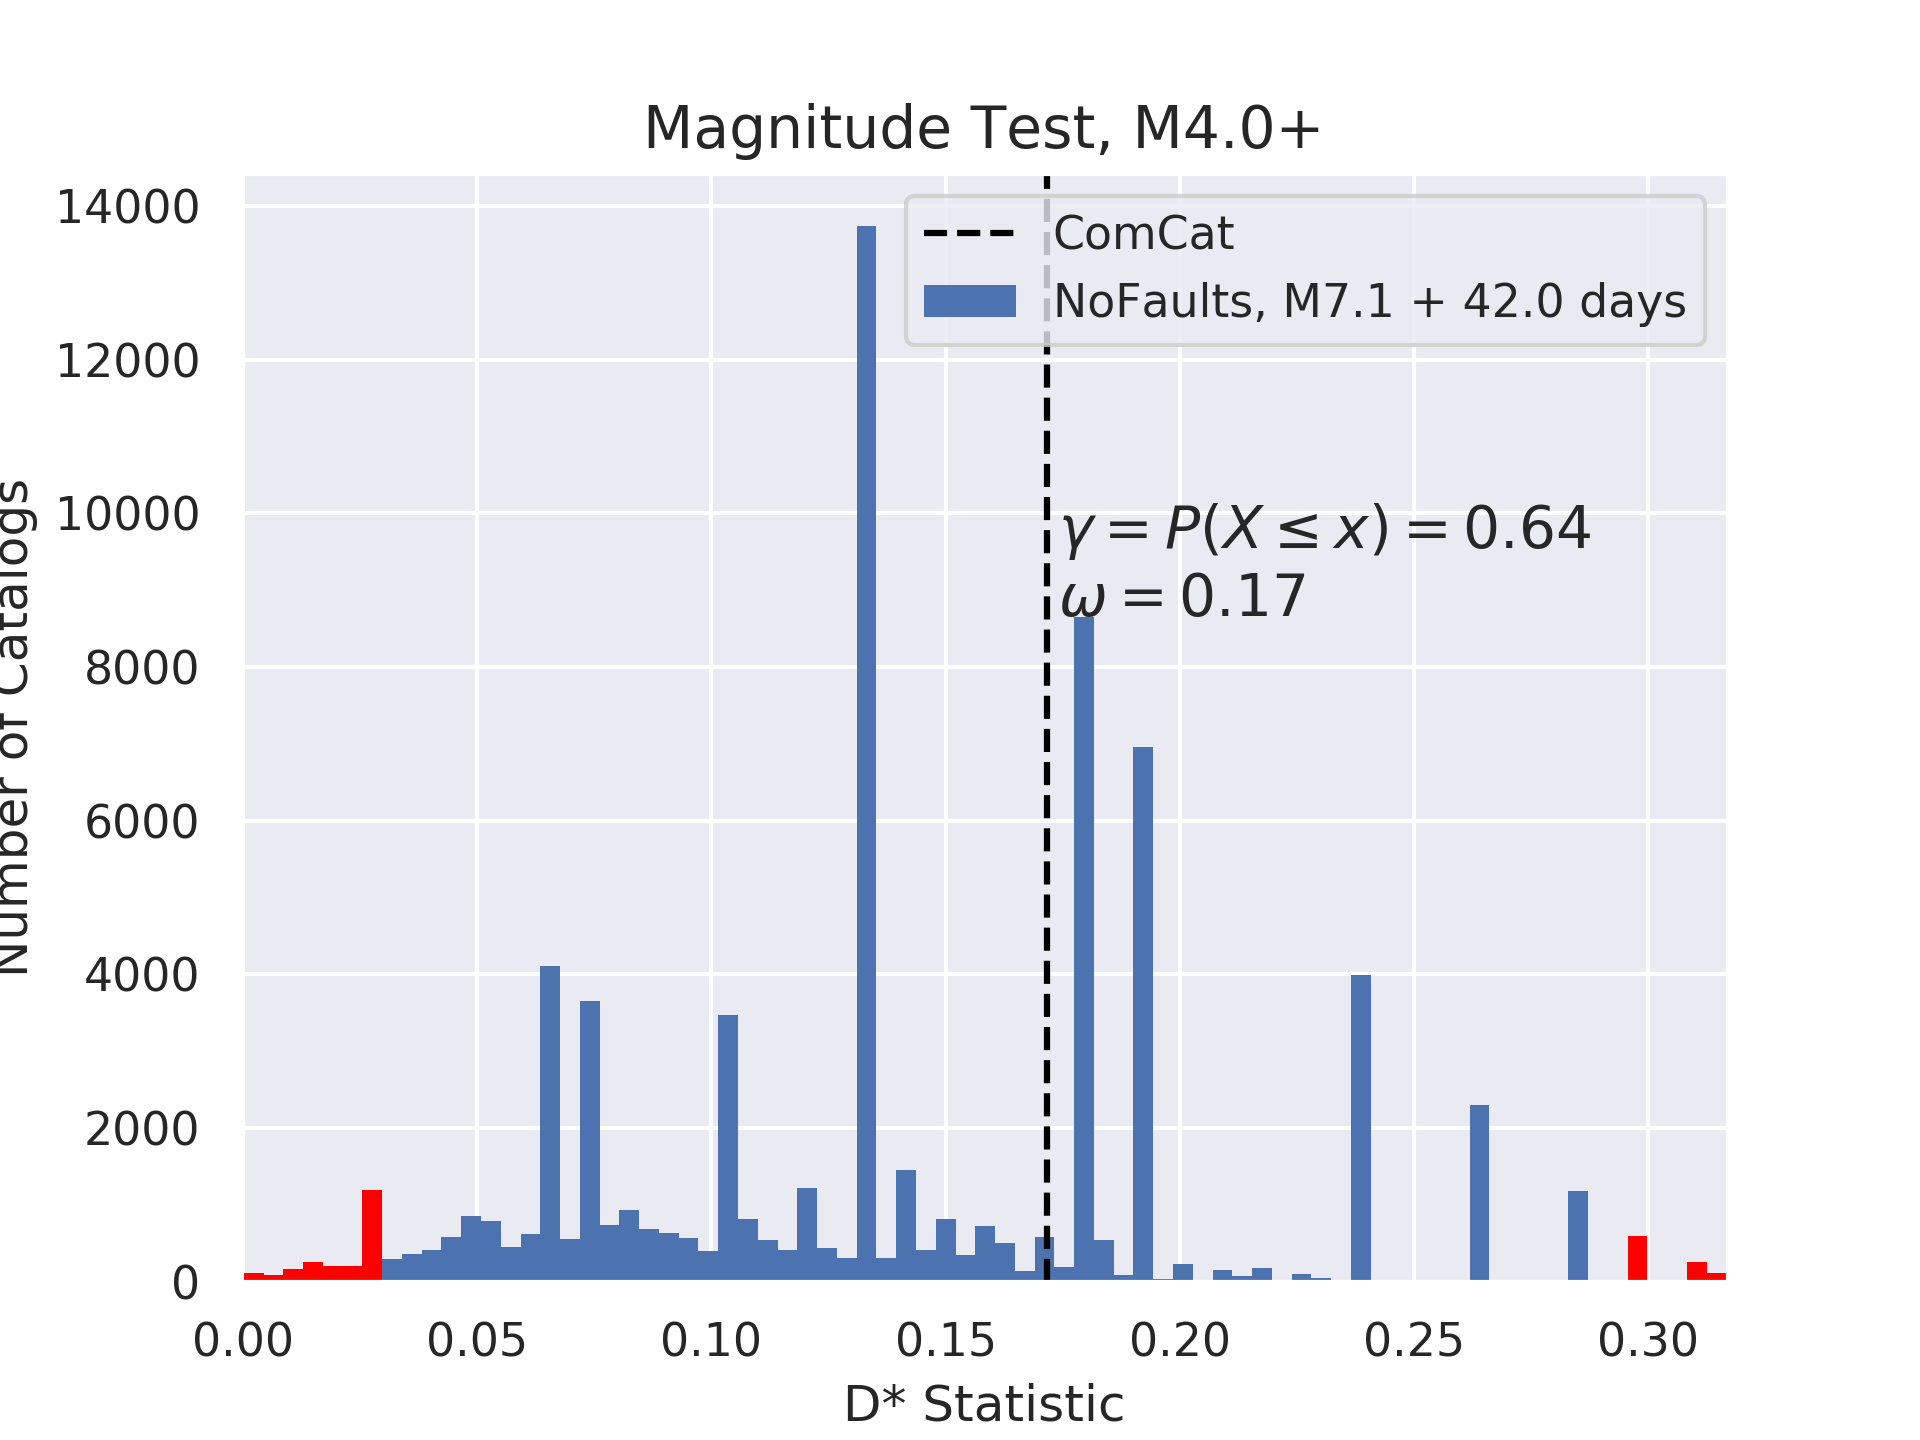 Magnitude Test, M4.0+
14000
12000
10000
8000
6000
4000
2000
0
Number of Catalogs
ComCat
NoFaults, M7.1 + 42.0 days
γ = P(X ≤ x) = 0.64
ω = 0.17
0.00 0.05 0.10 0.15 0.20 0.25 0.30
D* Statistic